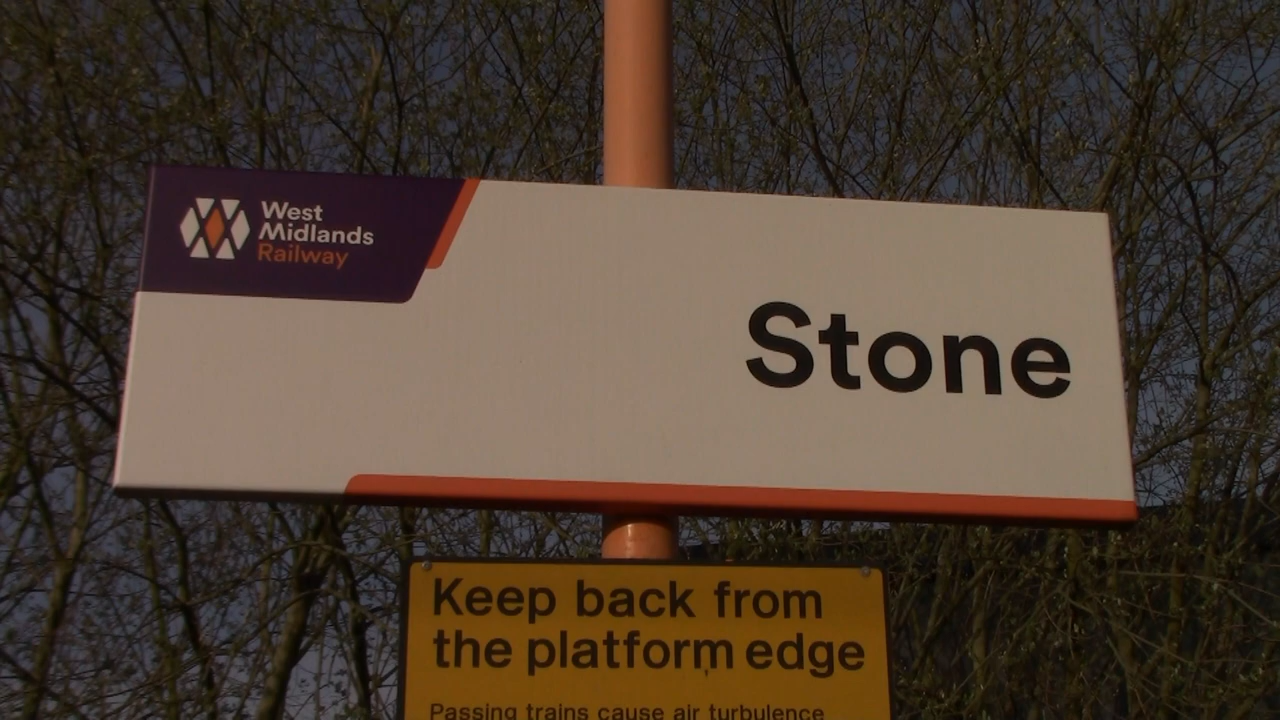 West
Midlands
Railway
Stone
Keep back from
the platform edge
Passing trains cause air turbulence